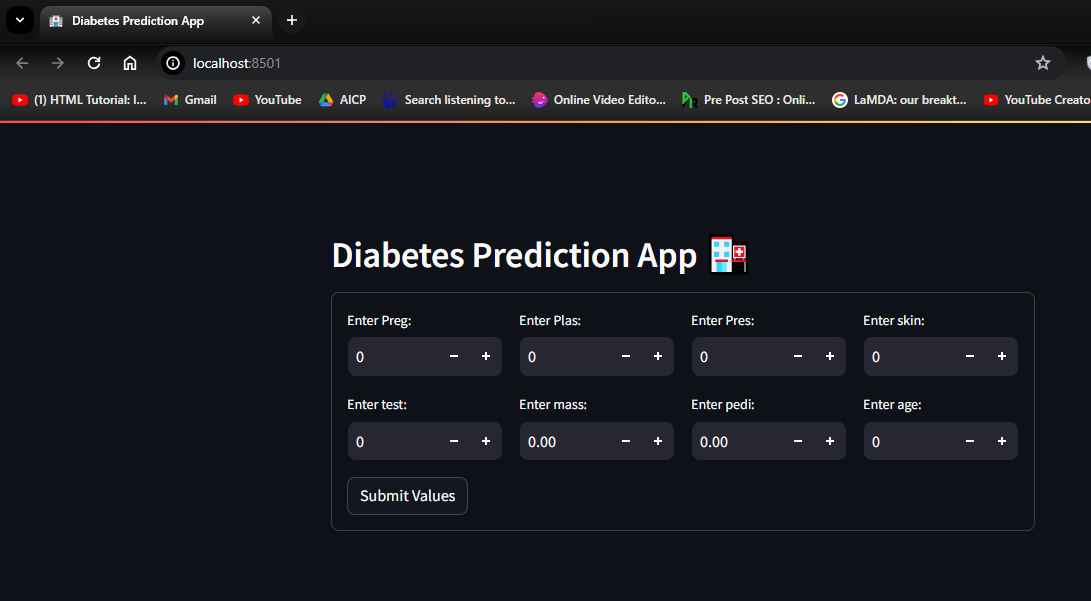 Diabetes Prediction App
localhost:8501
(1) HTML Tutorial: I... Gmail YouTube AICP Search listening to... Online Video Edito... Pre Post SEO : Onli... LaMDA: our breakt... YouTube Creato
Diabetes Prediction App
Enter Preg: Enter Plas: Enter Pres: Enter skin:
0 − + 0 − + 0 − + 0 − +
Enter test: Enter mass: Enter pedi: Enter age:
0 − + 0.00 − + 0.00 − + 0 − +
Submit Values